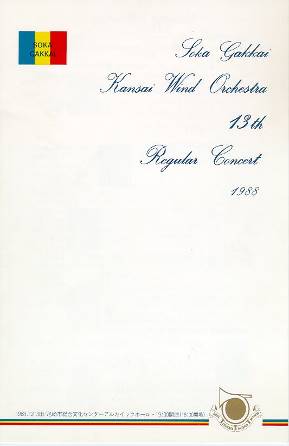 SOKA
GAKKAI
Soka Gakkai
Kansai Wind Orchestra
13th
Regular Concert
1988